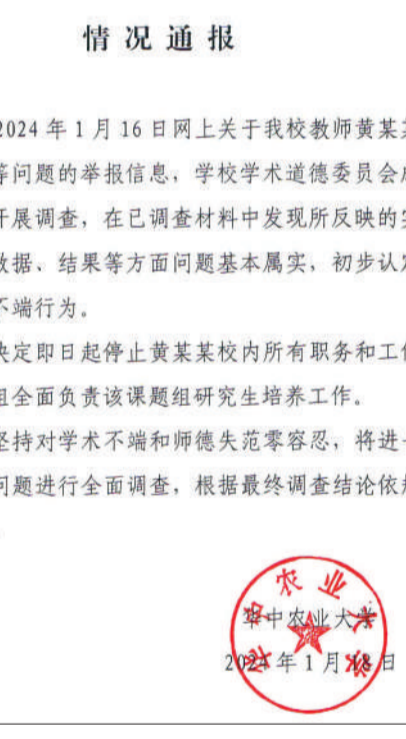 情况通报
2024年1月16日网上关于我校教师黄某
等问题的举报信息，学校学术道德委员会
开展调查，在已调查材料中发现所反映的
数据、结果等方面问题基本属实，初步认
不端行为。
决定即日起停止黄某某校内所有职务和工
组全面负责该课题组研究生培养工作。
坚持对学术不端和师德失范零容忍，将进
问题进行全面调查，根据最终调查结论依
华中农业大学
2024年1月18日
华中农业大学